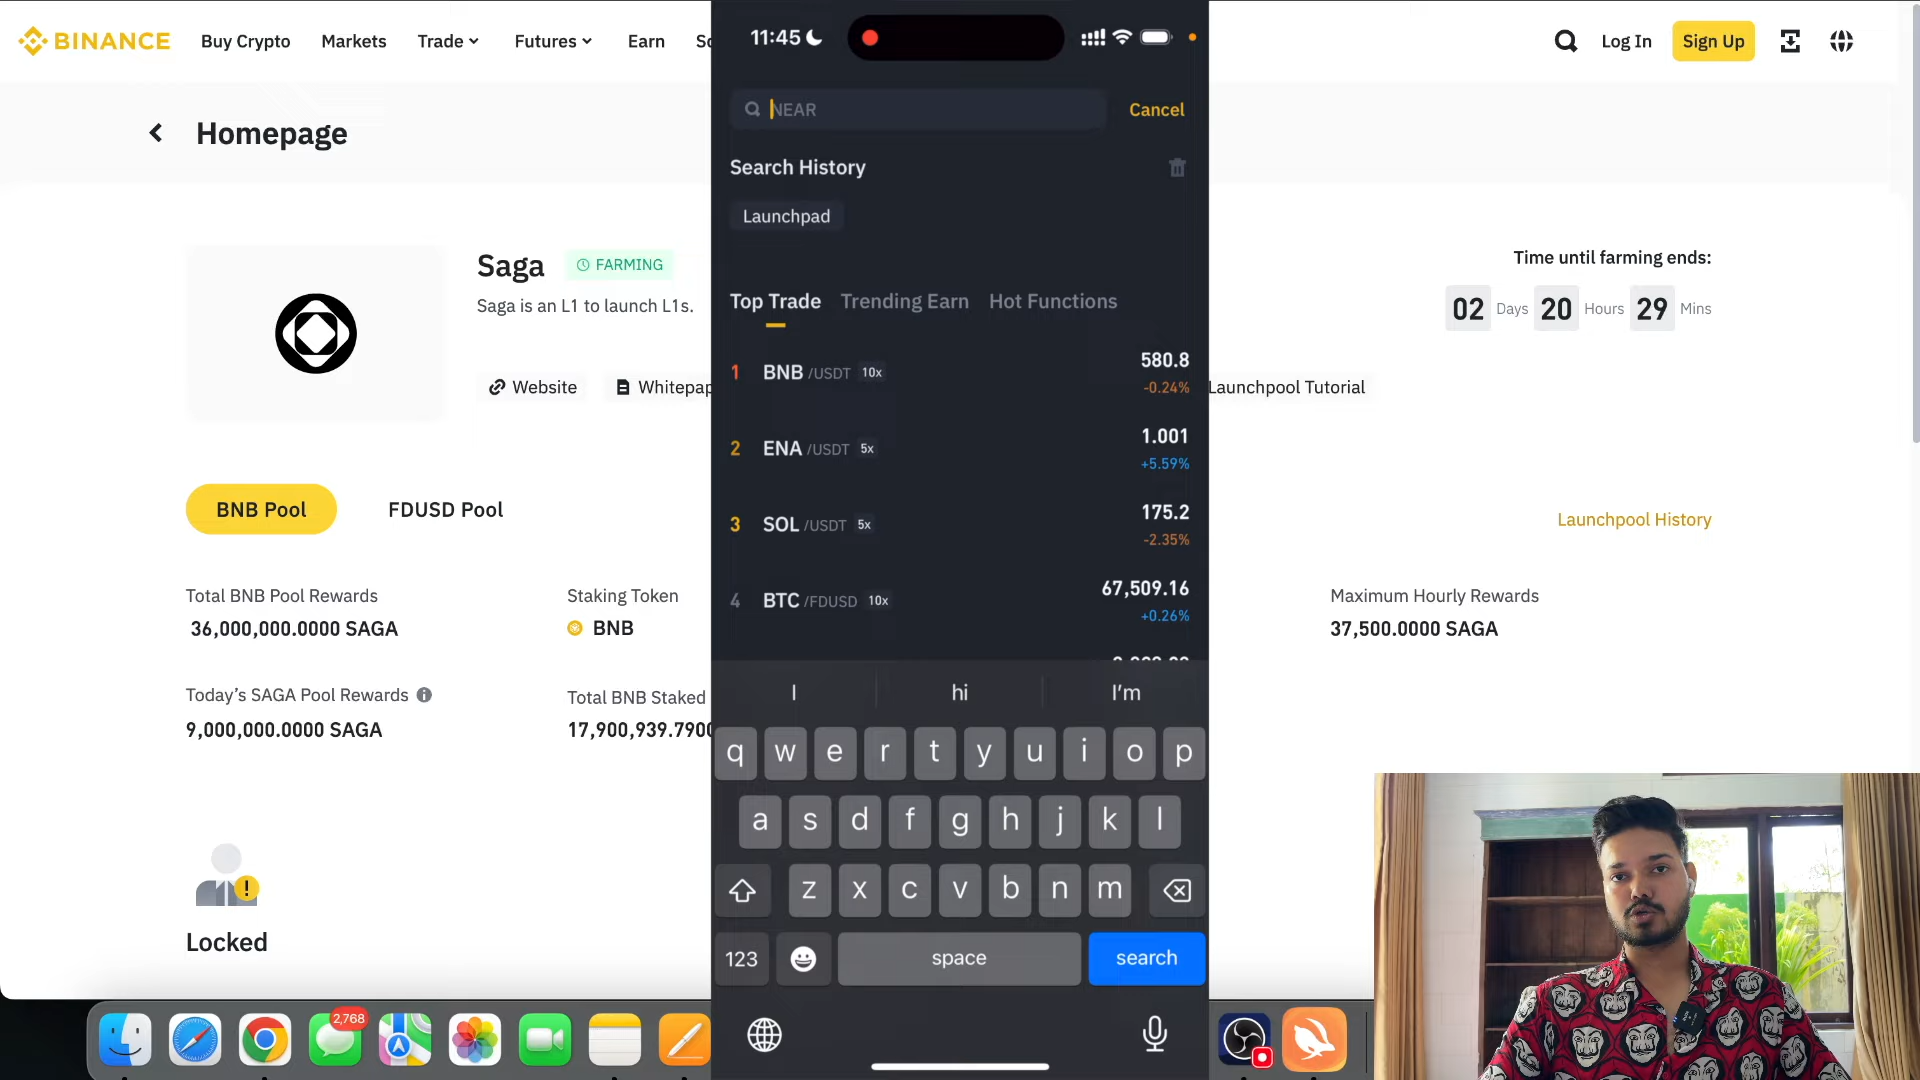 BINANCE Buy Crypto Markets Trade Futures Earn Log In Sign Up
Homepage
Saga FARMING
Saga is an L1 to launch L1s.
Website
Launchpool Tutorial
Time until farming ends:
02 Days 20 Hours 29 Mins
BNB Pool FDUSD Pool
Launchpool History
Total BNB Pool Rewards
36,000,000.0000 SAGA
Staking Token
BNB
Maximum Hourly Rewards
37,500.0000 SAGA
Today's SAGA Pool Rewards
9,000,000.0000 SAGA
Total BNB Staked
17,900,939.790
Locked
2,768
11:45
NEAR
Cancel
Search History
Launchpad
Top Trade Trending Earn Hot Functions
1 BNB /USDT 10x 580.8
-0.24%
2 ENA /USDT 5x 1.001
+5.59%
3 SOL /USDT 5x 175.2
-2.35%
4 BTC /FDUSD 10x 67,509.16
+0.26%
I hi I'm
q w e r t y u i o p
a s d f g h j k l
z x c v b n m
123 space search